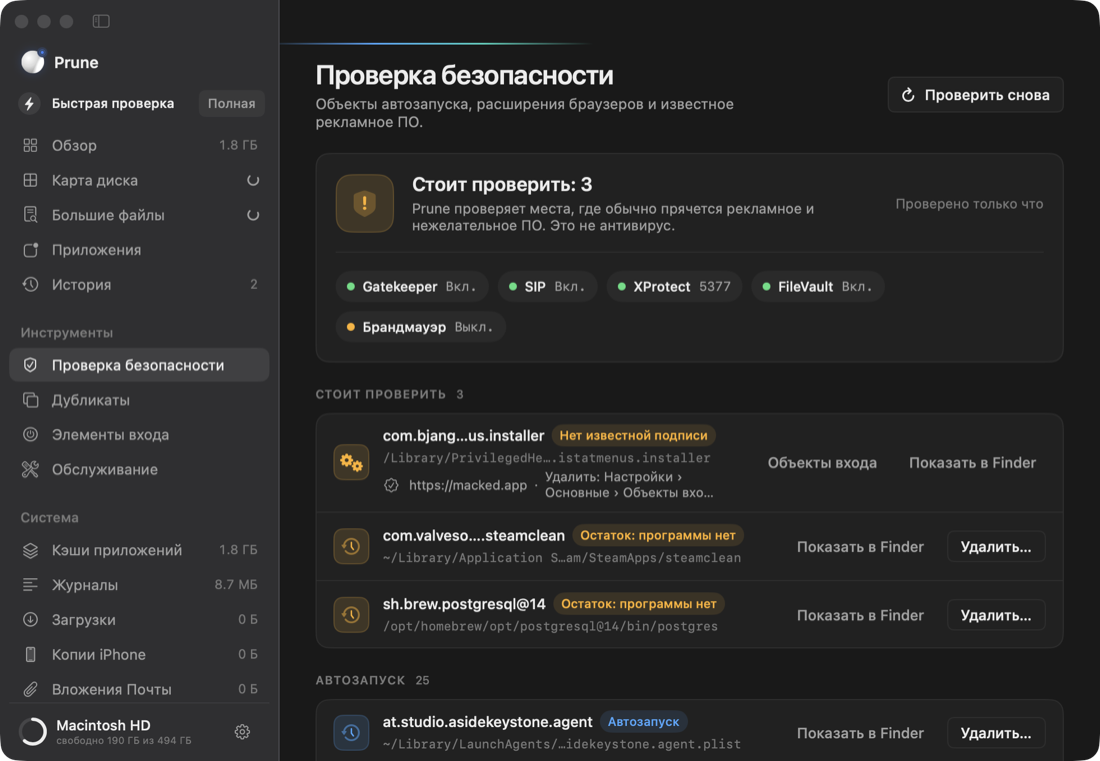 Prune
Быстрая проверка Полная
Обзор 1.8 ГБ
Карта диска
Большие файлы
Приложения
История 2
Инструменты
Проверка безопасности
Дубликаты
Элементы входа
Обслуживание
Система
Кэши приложений 1.8 ГБ
Журналы 8.7 МБ
Загрузки 0 Б
Копии iPhone 0 Б
Вложения Почты 0 Б
Macintosh HD
свободно 190 ГБ из 494 ГБ
Проверка безопасности
Объекты автозапуска, расширения браузеров и известное
рекламное ПО.
Проверить снова
Стоит проверить: 3
Prune проверяет места, где обычно прячется рекламное и
нежелательное ПО. Это не антивирус.
Проверено только что
Gatekeeper Вкл. SIP Вкл. XProtect 5377 FileVault Вкл.
Брандмауэр Выкл.
СТОИТ ПРОВЕРИТЬ 3
com.bjang...us.installer Нет известной подписи
/Library/PrivilegedHe….istatmenus.installer
https://macked.app · Удалить: Настройки ›
Основные › Объекты вхо…
Объекты входа Показать в Finder
com.valveso....steamclean Остаток: программы нет
~/Library/Application S…am/SteamApps/steamclean
Показать в Finder Удалить...
sh.brew.postgresql@14 Остаток: программы нет
/opt/homebrew/opt/postgresql@14/bin/postgres
Показать в Finder Удалить...
АВТОЗАПУСК 25
at.studio.asidekeystone.agent Автозапуск
~/Library/LaunchAgents/…idekeystone.agent.plist
Показать в Finder Удалить...